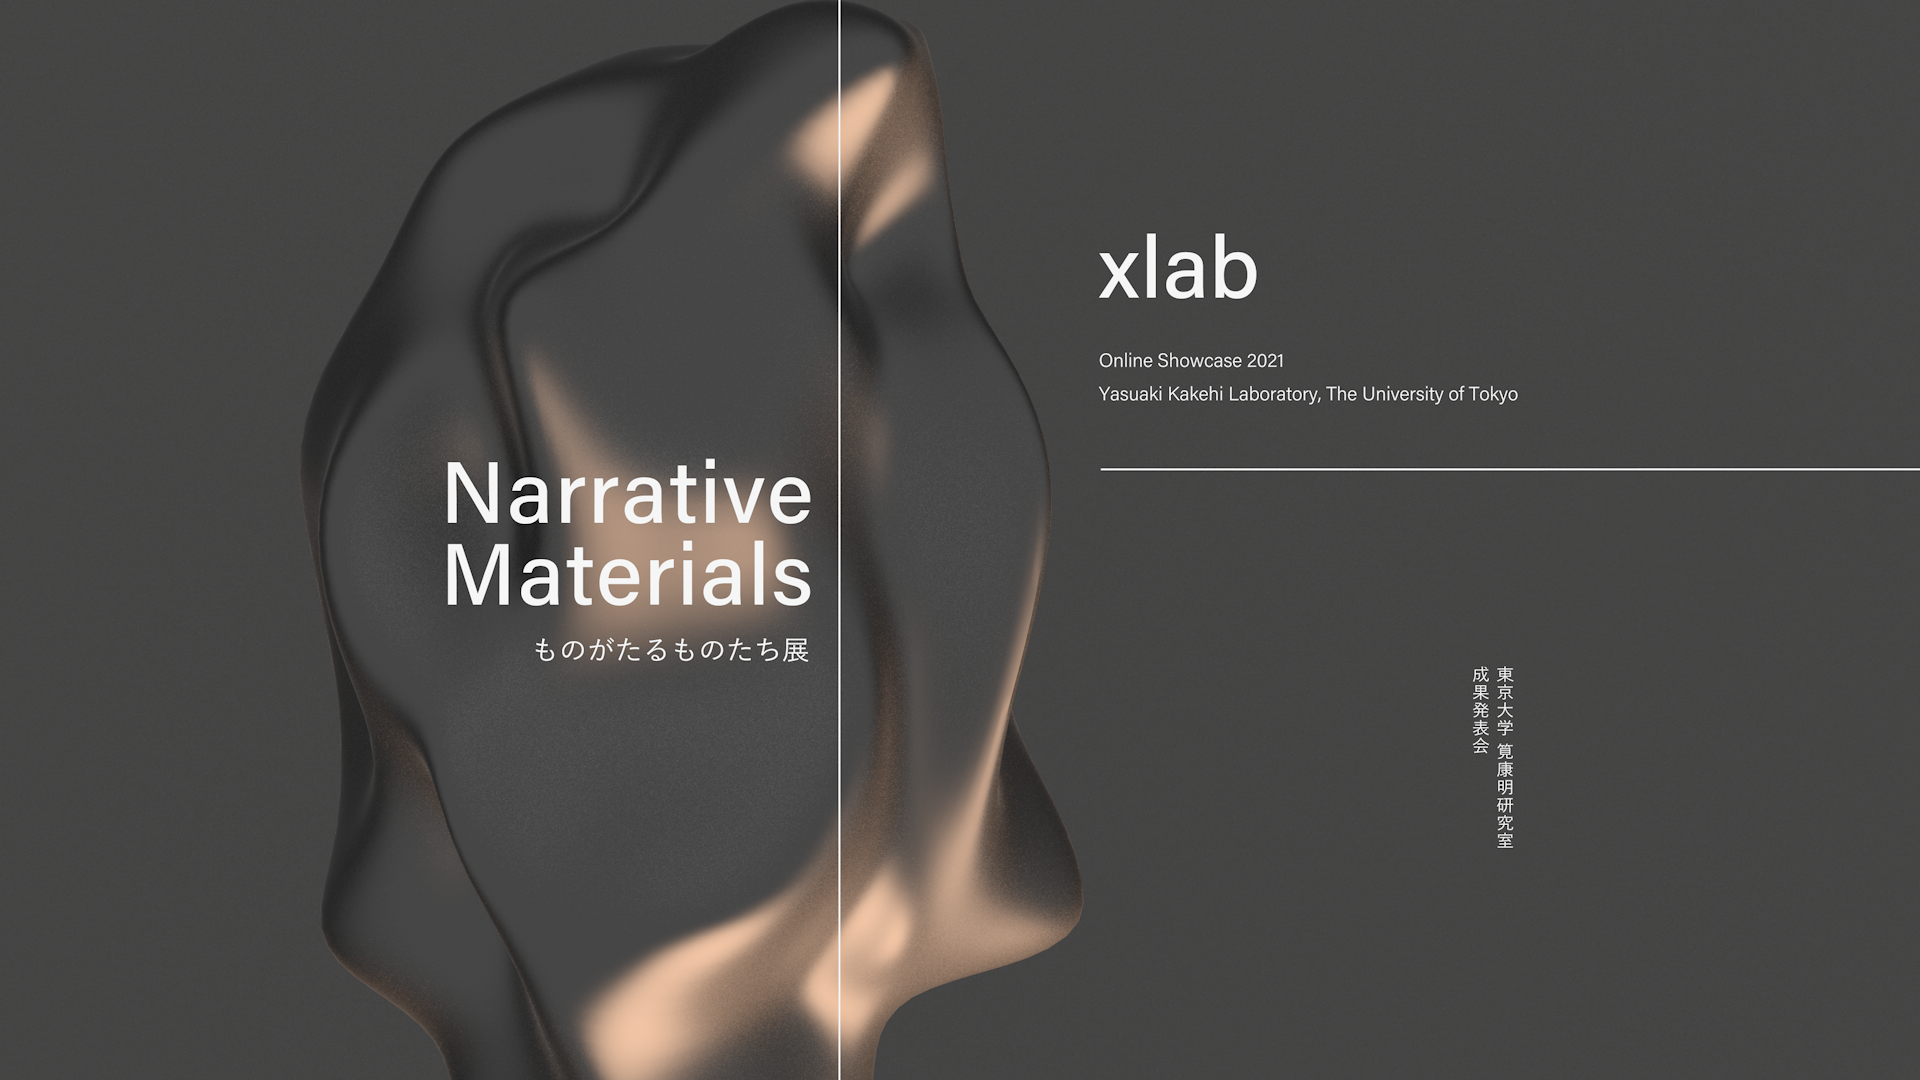 Narrative
Materials
ものがたるものたち展
xlab
Online Showcase 2021
Yasuaki Kakehi Laboratory, The University of Tokyo
東京大学 筧康明研究室
成果発表会